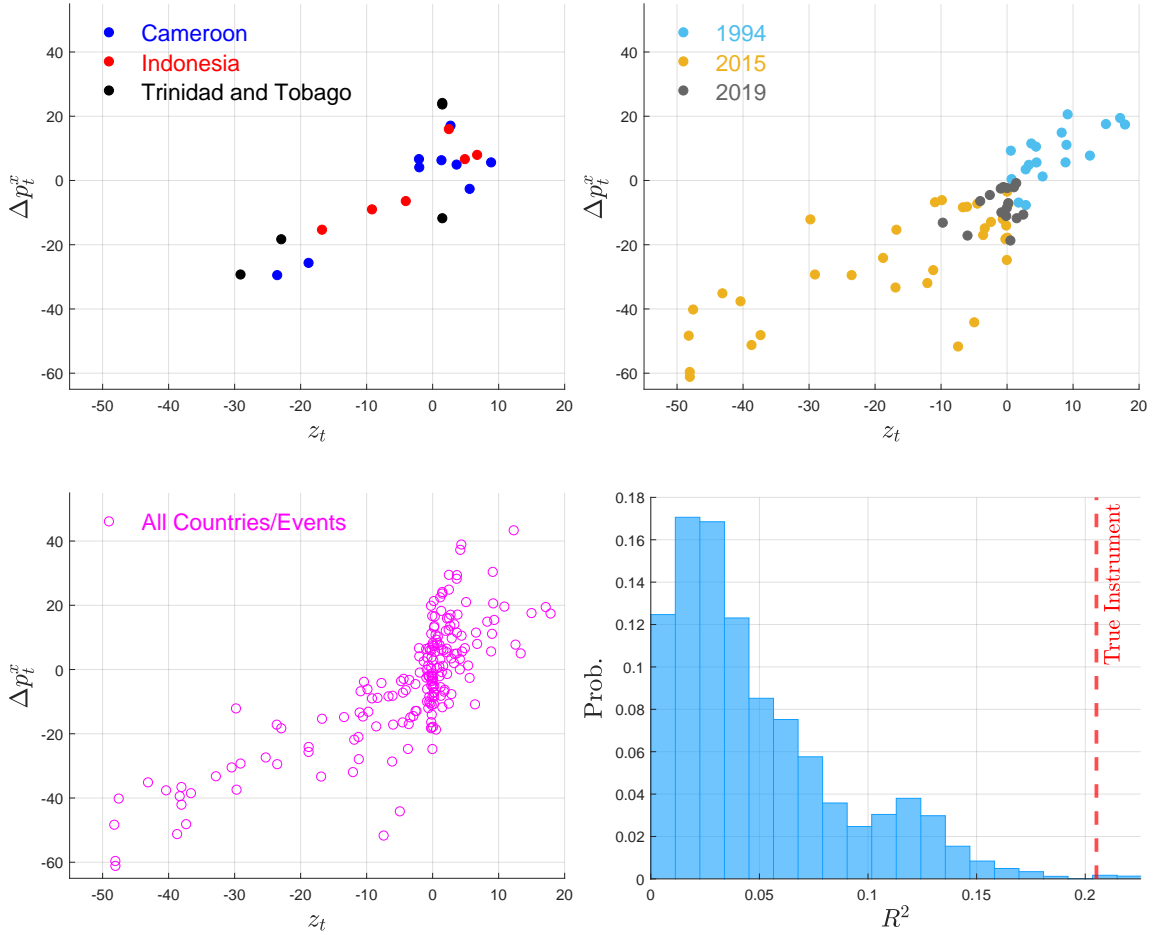 Cameroon
Indonesia
Trinidad and Tobago
40
20
0
-20
-40
-60
-50 -40 -30 -20 -10 0 10 20
Δp_t^x
z_t
1994
2015
2019
40
20
0
-20
-40
-60
-50 -40 -30 -20 -10 0 10 20
Δp_t^x
z_t
All Countries/Events
40
20
0
-20
-40
-60
-50 -40 -30 -20 -10 0 10 20
Δp_t^x
z_t
0.18
0.16
0.14
0.12
0.1
0.08
0.06
0.04
0.02
0
0 0.05 0.1 0.15 0.2
Prob.
R²
True Instrument